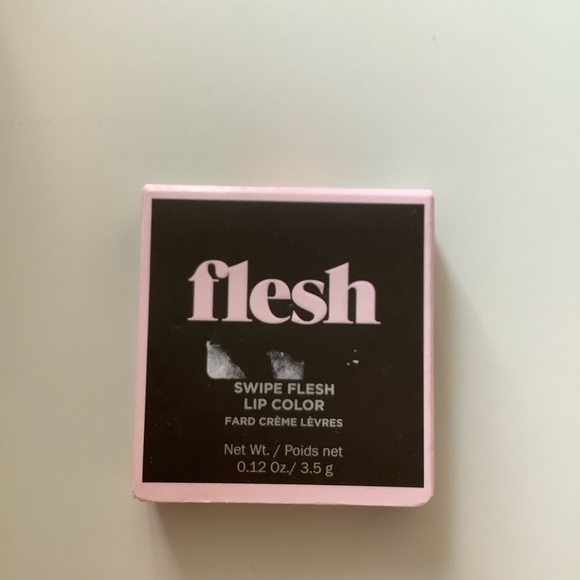 flesh
SWIPE FLESH
LIP COLOR
FARD CRÈME LÈVRES
Net Wt. / Poids net
0.12 Oz./ 3.5 g